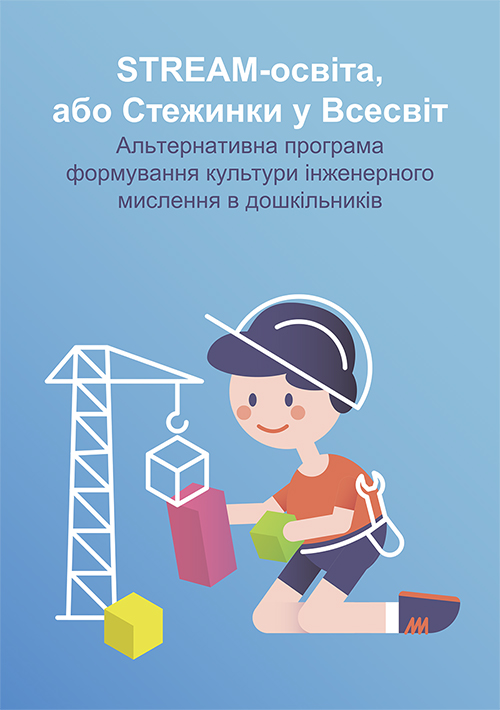 STREAM-освіта,
або Стежинки у Всесвіт
Альтернативна програма
формування культури інженерного
мислення в дошкільників